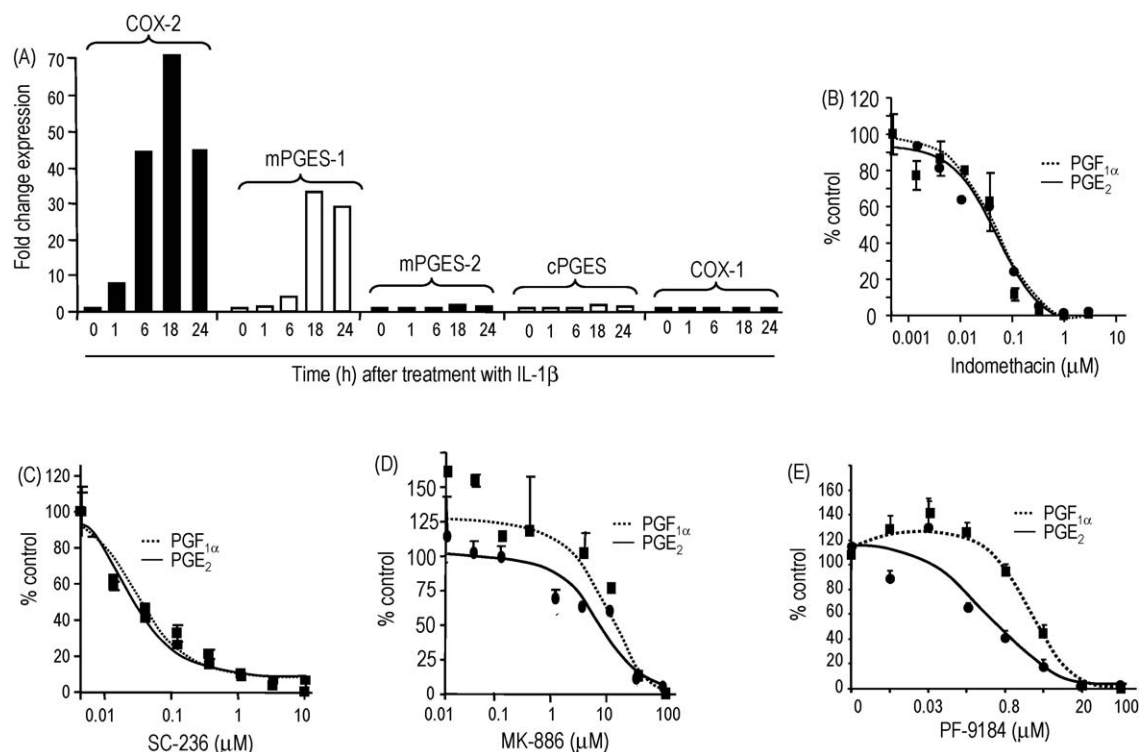 (A)
COX-2
mPGES-1
mPGES-2
cPGES
COX-1
Fold change expression
70
60
50
40
30
20
10
0
0 1 6 18 24 0 1 6 18 24 0 1 6 18 24 0 1 6 18 24 0 1 6 18 24
Time (h) after treatment with IL-1β
(B)
% control
120
100
80
60
40
20
0
PGF1α
PGE2
0.001 0.01 0.1 1 10
Indomethacin (μM)
(C)
% control
120
100
80
60
40
20
0
PGF1α
PGE2
0.01 0.1 1 10
SC-236 (μM)
(D)
% control
175
150
125
100
75
50
25
0
PGF1α
PGE2
0.01 0.1 1 10 100
MK-886 (μM)
(E)
% control
160
140
120
100
80
60
40
20
0
PGF1α
PGE2
0 0.03 0.8 20 100
PF-9184 (μM)